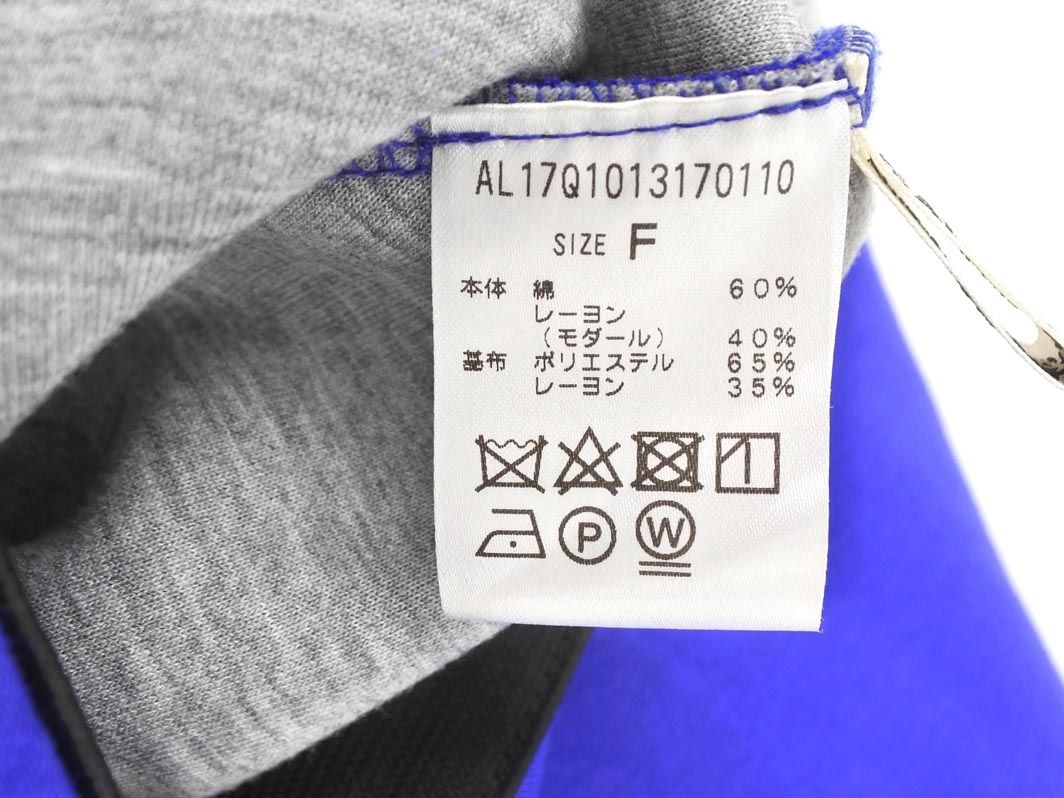 AL17Q1013170110
SIZE F
本体 綿 60%
レーヨン
(モダール) 40%
基布 ポリエステル 65%
レーヨン 35%
P W